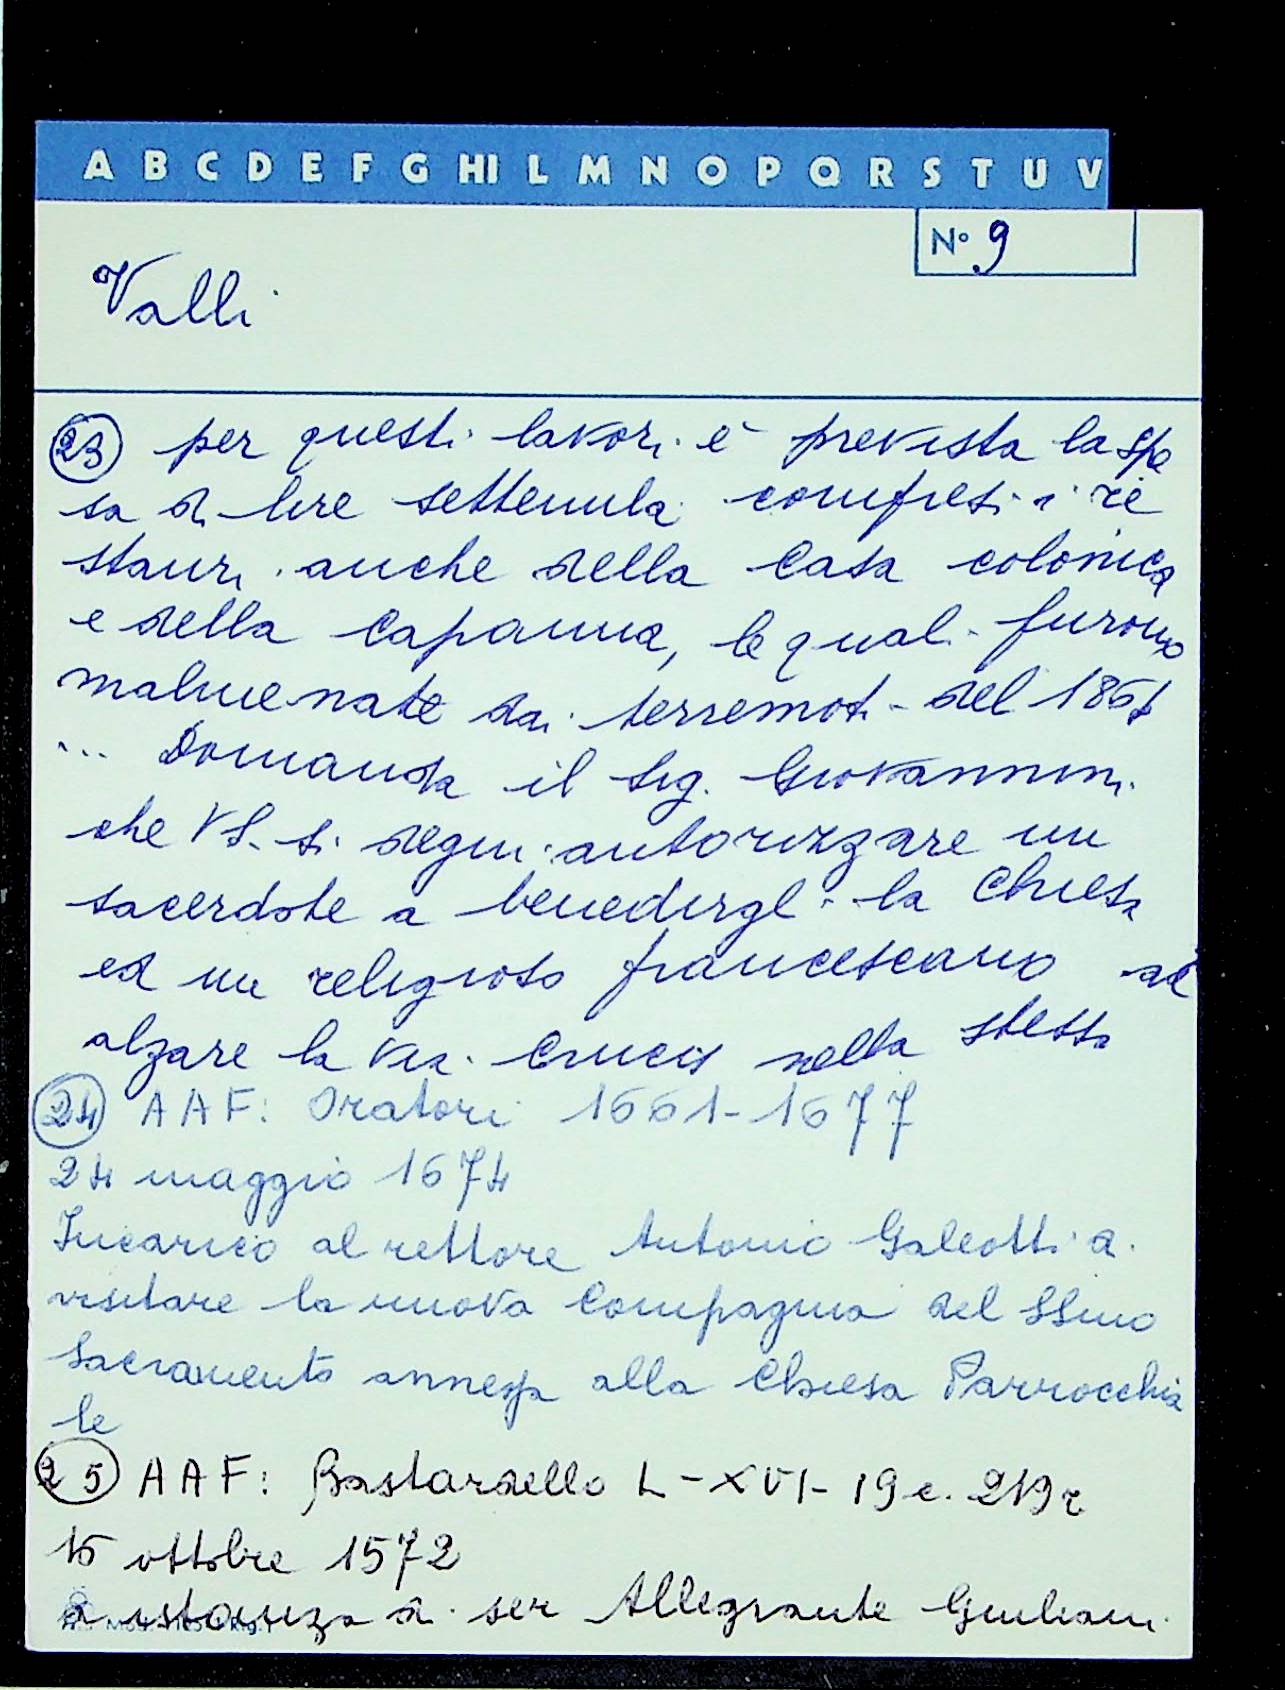 A B C D E F G HI L M N O P Q R S T U V
N° 9
Valli
23 per questi lavori è prevista la spe
sa di lire settemila compresi i re
stauri anche della casa colonica
e della capanna, le quali furono
malmenate dai terremoti del
... Domanda il Sig. Giovannini
che VS. si degni autorizzare un
sacerdote a benedirgli la Chiesa
ed un religioso francescano ad
alzare la Via Crucis nella stessa
24 AAF: Oratori 1661-1677
24 maggio 1674
Incarico al rettore Antonio Galeotti a
visitare la nuova Compagnia del SSmo
Sacramento annessa alla Chiesa Parrocchia
le
25 AAF: Bastardello L-XVI-19 c. 219r
16 ottobre 1572
a istanza di ser Allegrante Giuliani